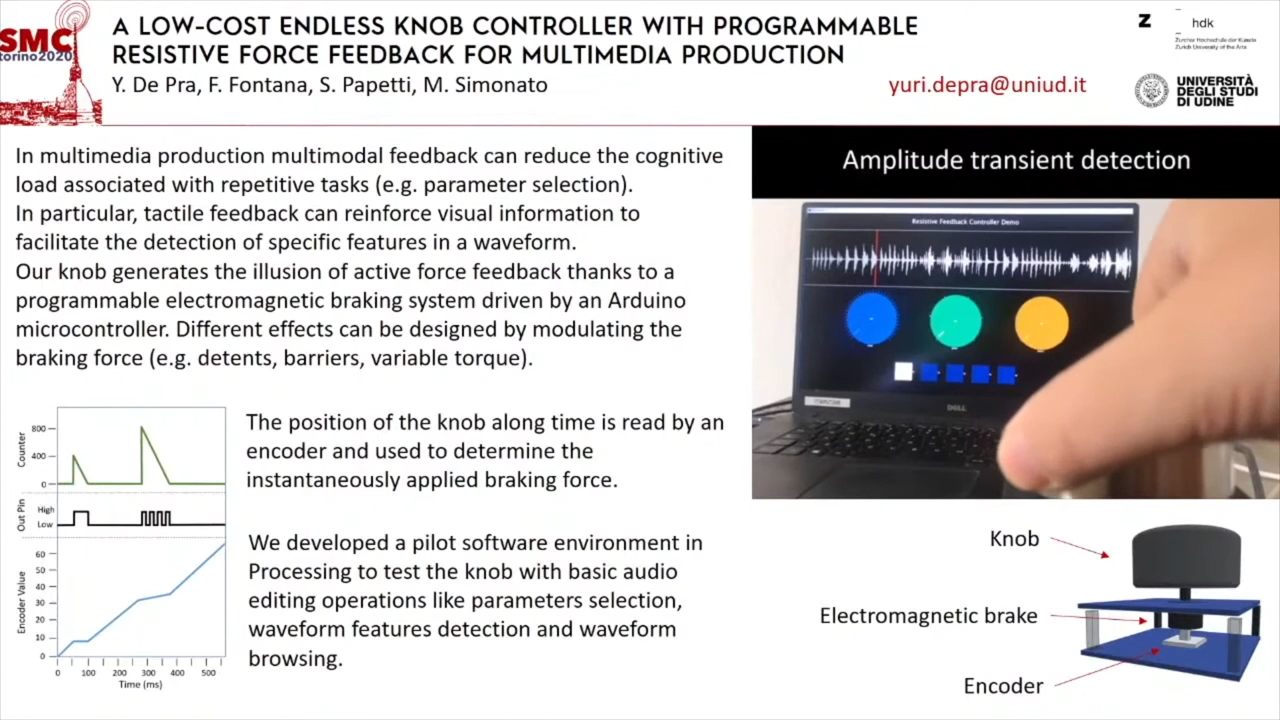 SMC
torino2020
A LOW-COST ENDLESS KNOB CONTROLLER WITH PROGRAMMABLE
RESISTIVE FORCE FEEDBACK FOR MULTIMEDIA PRODUCTION
Y. De Pra, F. Fontana, S. Papetti, M. Simonato
yuri.depra@uniud.it
Z
hdk
Zürcher Hochschule der Künste
Zurich University of the Arts
UNIVERSITÀ
DEGLI STUDI
DI UDINE
In multimedia production multimodal feedback can reduce the cognitive
load associated with repetitive tasks (e.g. parameter selection).
In particular, tactile feedback can reinforce visual information to
facilitate the detection of specific features in a waveform.
Our knob generates the illusion of active force feedback thanks to a
programmable electromagnetic braking system driven by an Arduino
microcontroller. Different effects can be designed by modulating the
braking force (e.g. detents, barriers, variable torque).
Counter
800
400
0
Out Pin
High
Low
Encoder Value
60
50
40
30
20
10
0
0 100 200 300 400 500
Time (ms)
The position of the knob along time is read by an
encoder and used to determine the
instantaneously applied braking force.
We developed a pilot software environment in
Processing to test the knob with basic audio
editing operations like parameters selection,
waveform features detection and waveform
browsing.
Amplitude transient detection
Resistive Feedback Controller Demo
DELL
Knob
Electromagnetic brake
Encoder